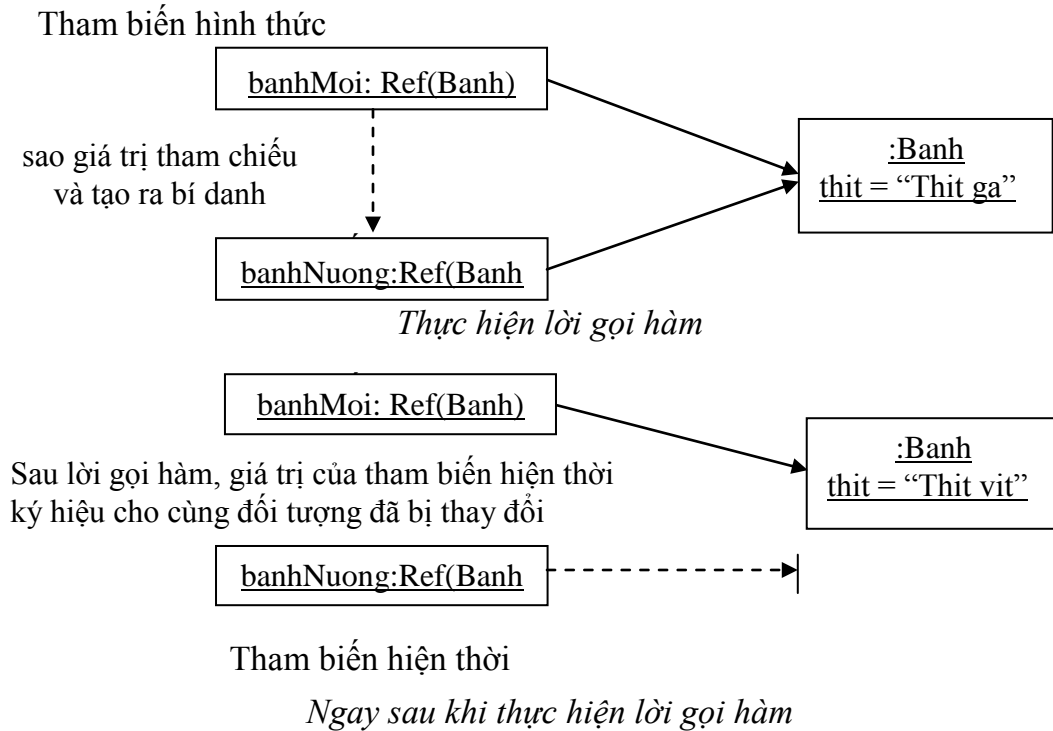 Tham biến hình thức
banhMoi: Ref(Banh)
sao giá trị tham chiếu
và tạo ra bí danh
:Banh
thit = “Thit ga”
banhNuong:Ref(Banh
Thực hiện lời gọi hàm
banhMoi: Ref(Banh)
:Banh
thit = “Thit vit”
Sau lời gọi hàm, giá trị của tham biến hiện thời
ký hiệu cho cùng đối tượng đã bị thay đổi
banhNuong:Ref(Banh
Tham biến hiện thời
Ngay sau khi thực hiện lời gọi hàm